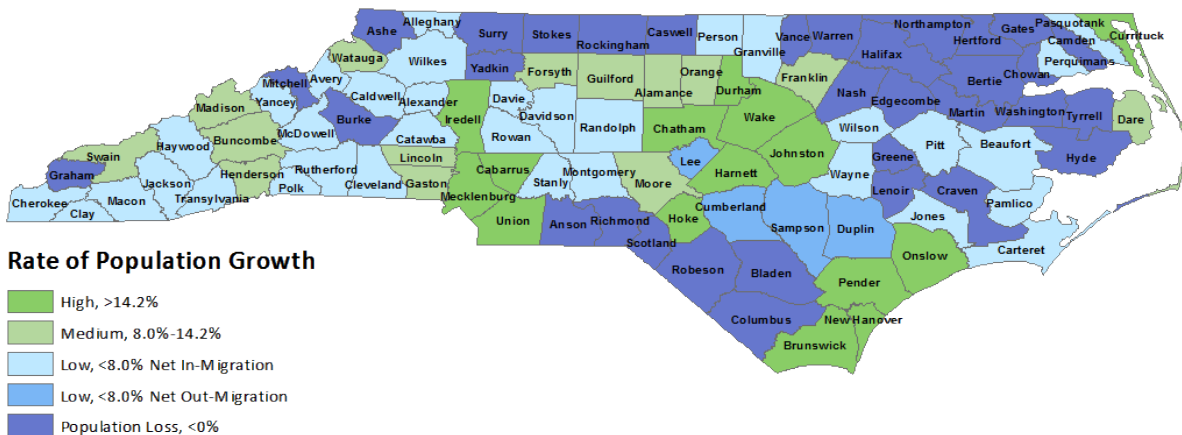 Alleghany
Ashe
Surry
Stokes
Rockingham
Caswell
Person
Granville
Vance
Warren
Northampton
Gates
Pasquotank
Currituck
Camden
Hertford
Halifax
Perquimans
Watauga
Wilkes
Yadkin
Forsyth
Guilford
Orange
Durham
Franklin
Bertie
Chowan
Mitchell
Avery
Yancey
Caldwell
Alexander
Davie
Alamance
Nash
Edgecombe
Martin
Washington
Tyrrell
Dare
Madison
Burke
Iredell
Davidson
Randolph
Chatham
Wake
Wilson
Pitt
Beaufort
Hyde
Buncombe
McDowell
Catawba
Rowan
Swain
Haywood
Lincoln
Lee
Johnston
Greene
Graham
Henderson
Rutherford
Cleveland
Gaston
Cabarrus
Stanly
Montgomery
Moore
Harnett
Wayne
Lenoir
Craven
Pamlico
Cherokee
Clay
Macon
Jackson
Transylvania
Polk
Mecklenburg
Union
Anson
Richmond
Hoke
Cumberland
Sampson
Duplin
Jones
Carteret
Scotland
Onslow
Robeson
Bladen
Pender
Columbus
New Hanover
Brunswick
Rate of Population Growth
High, >14.2%
Medium, 8.0%-14.2%
Low, <8.0% Net In-Migration
Low, <8.0% Net Out-Migration
Population Loss, <0%